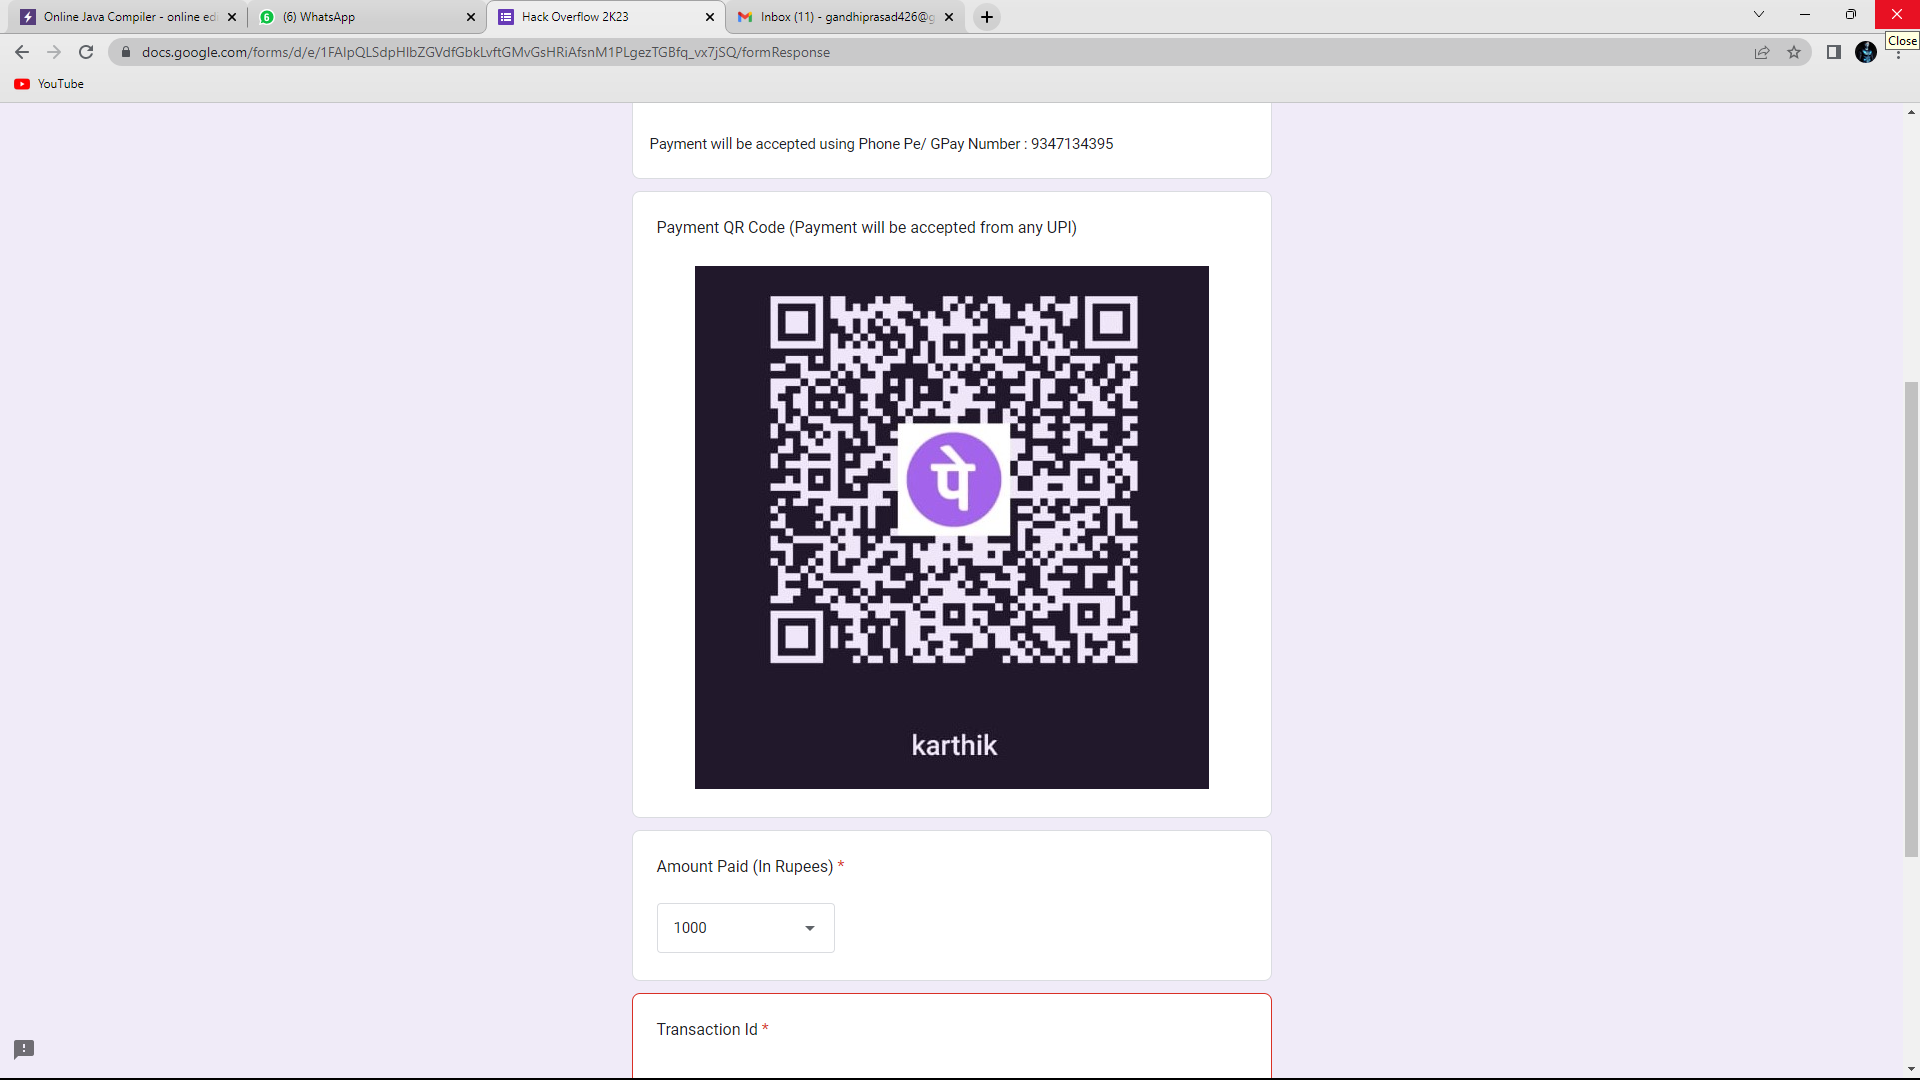 Online Java Compiler - online ed
(6) WhatsApp
Hack Overflow 2K23
Inbox (11) - gandhiprasad426@g
Close
docs.google.com/forms/d/e/1FAIpQLSdpHIbZGVdfGbkLvftGMvGsHRiAfsnM1PLgezTGBfq_vx7jSQ/formResponse
YouTube
Payment will be accepted using Phone Pe/ GPay Number : 9347134395
Payment QR Code (Payment will be accepted from any UPI)
पे
karthik
Amount Paid (In Rupees) *
1000
Transaction Id *